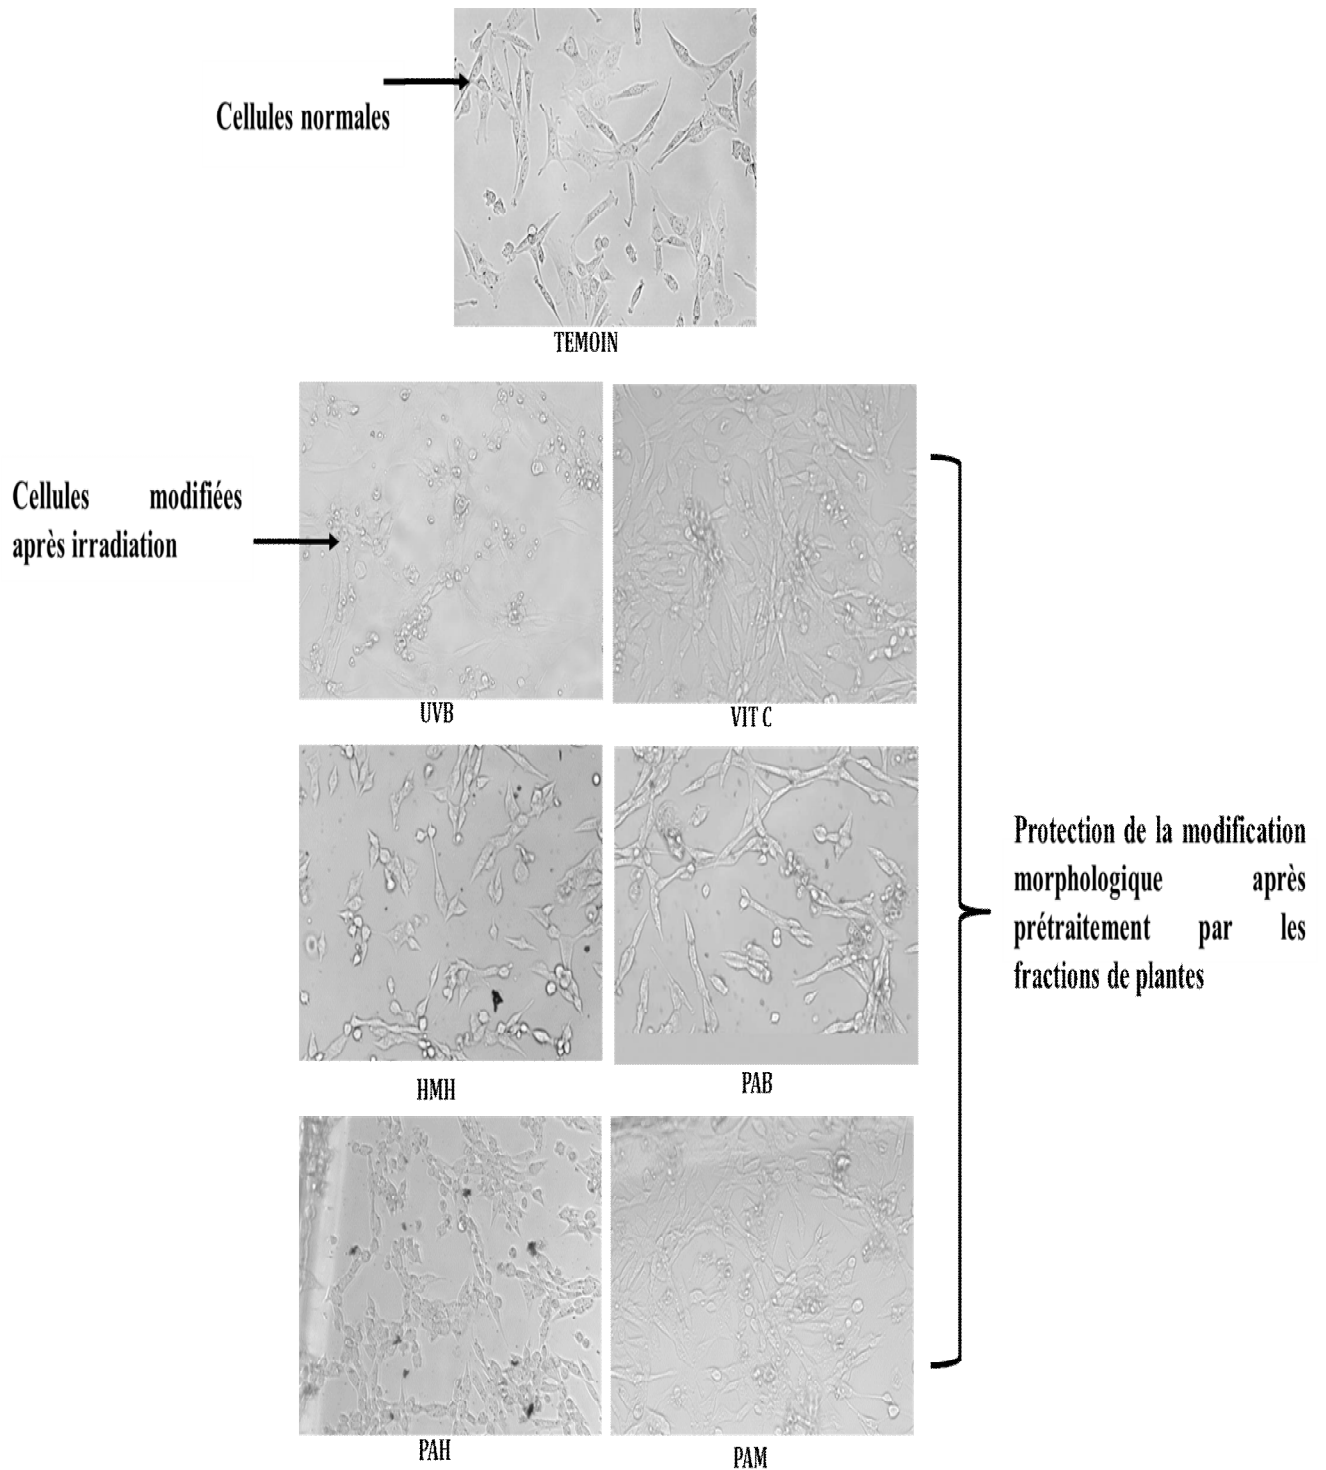 Cellules normales
TEMOIN
Cellules modifiées
après irradiation
UVB
VIT C
HMH
PAB
Protection de la modification
morphologique après
prétraitement par les
fractions de plantes
PAH
PAM